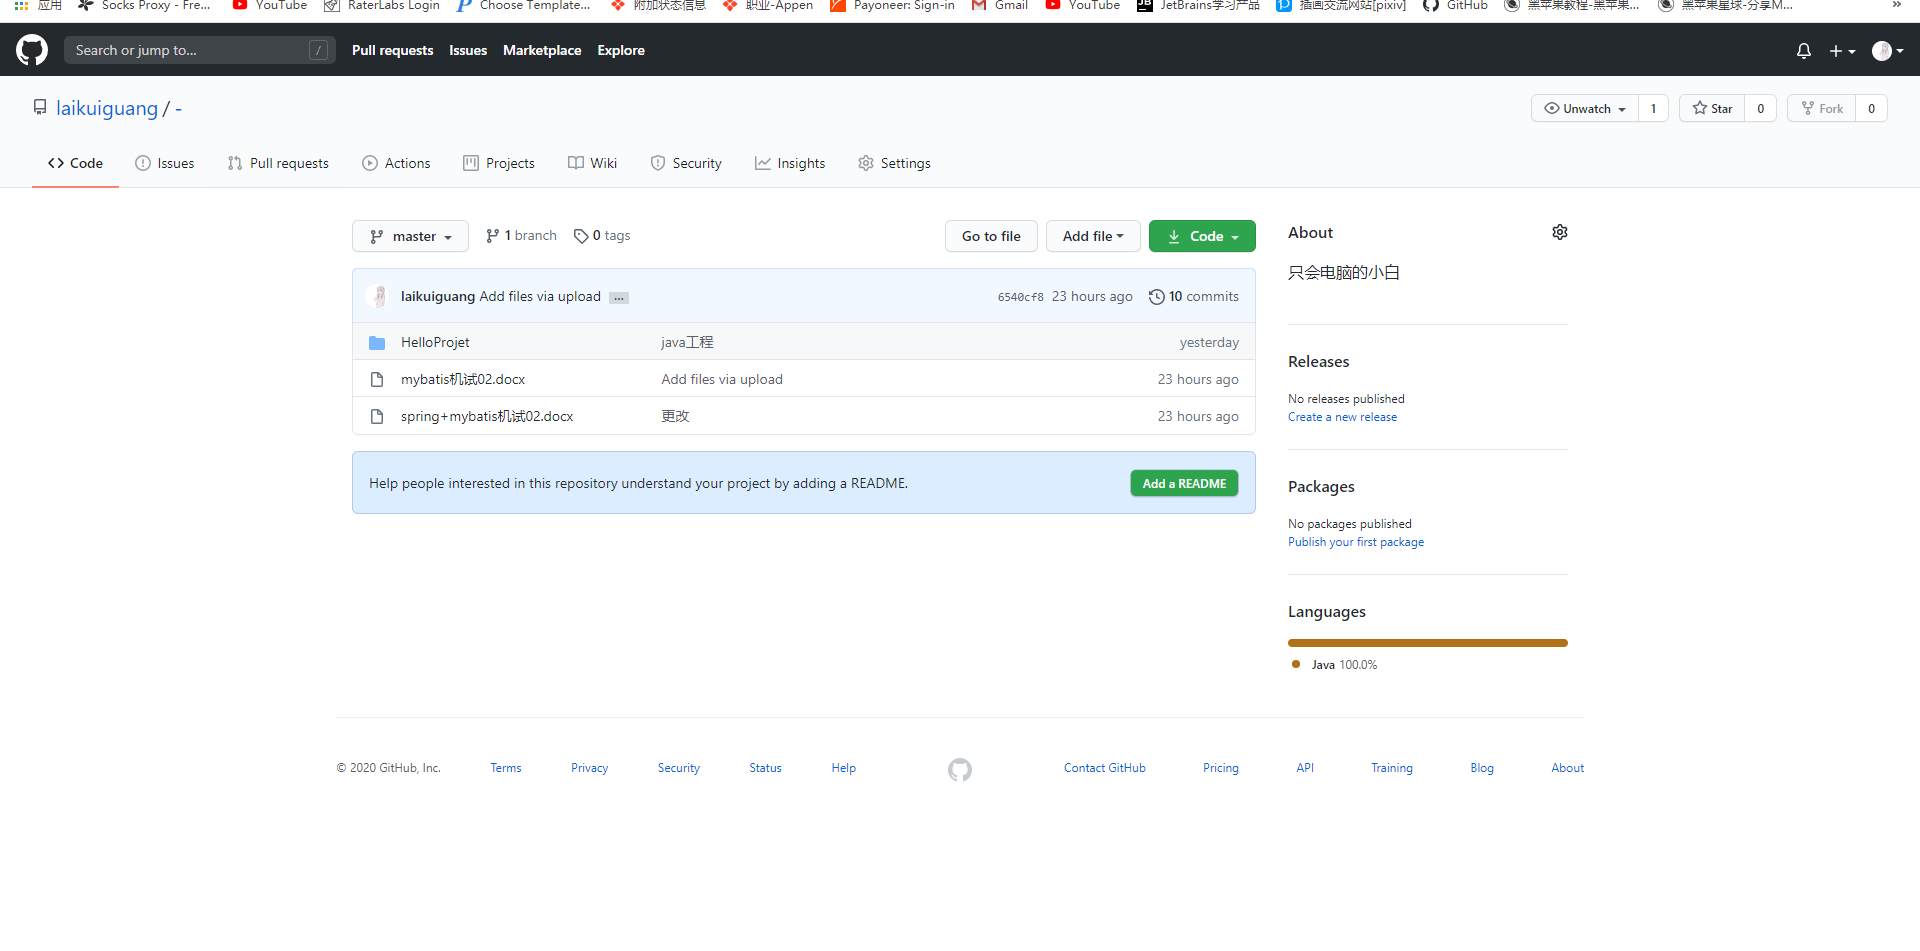 应用 Socks Proxy - Fre... YouTube RaterLabs Login Choose Template... 附加状态信息 职业-Appen Payoneer: Sign-in Gmail YouTube JetBrains学习产品 插画交流网站[pixiv] GitHub 黑苹果教程-黑苹果... 黑苹果星球-分享M... »
Search or jump to... / Pull requests Issues Marketplace Explore
laikuiguang / - Unwatch 1 Star 0 Fork 0
Code Issues Pull requests Actions Projects Wiki Security Insights Settings
master 1 branch 0 tags Go to file Add file Code
laikuiguang Add files via upload ... 6540cf8 23 hours ago 10 commits
HelloProjet java工程 yesterday
mybatis机试02.docx Add files via upload 23 hours ago
spring+mybatis机试02.docx 更改 23 hours ago
Help people interested in this repository understand your project by adding a README. Add a README
About
只会电脑的小白
Releases
No releases published
Create a new release
Packages
No packages published
Publish your first package
Languages
Java 100.0%
© 2020 GitHub, Inc. Terms Privacy Security Status Help Contact GitHub Pricing API Training Blog About